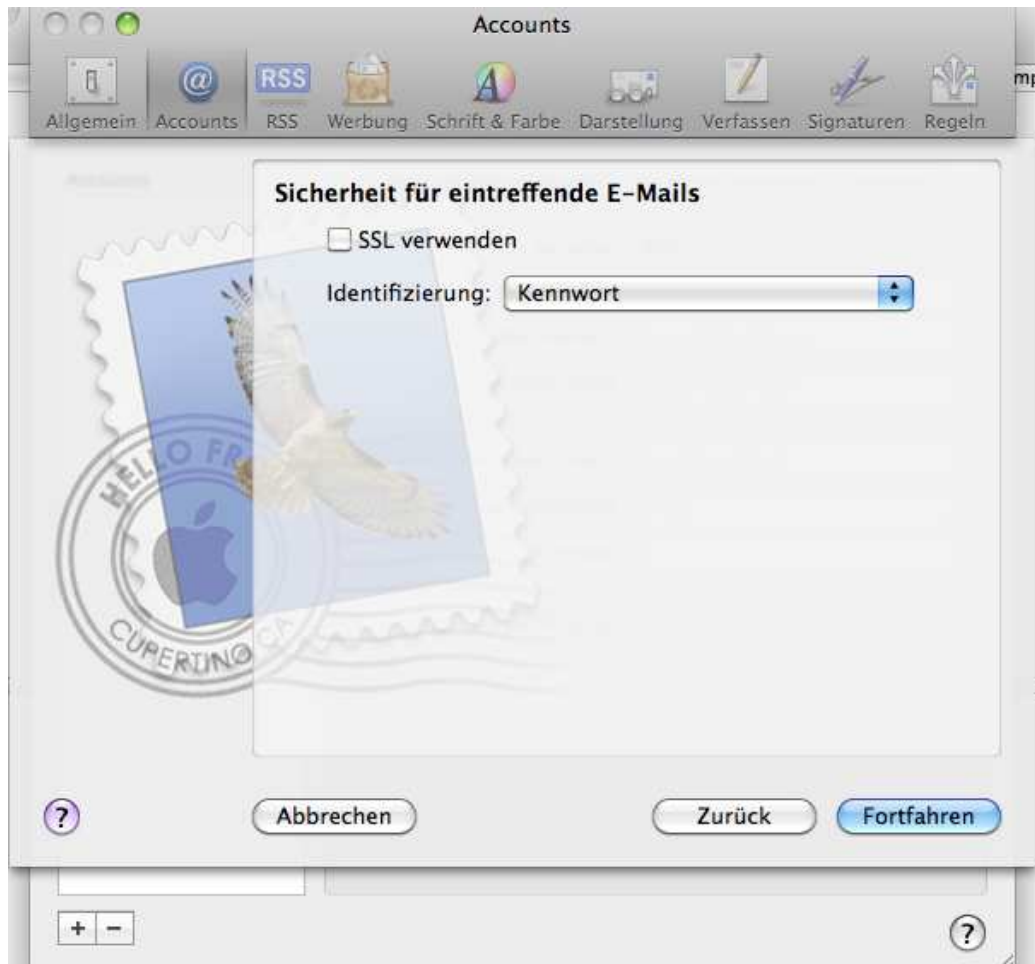 Accounts
Allgemein Accounts RSS Werbung Schrift & Farbe Darstellung Verfassen Signaturen Regeln
RSS
Sicherheit für eintreffende E-Mails
SSL verwenden
Identifizierung: Kennwort
HELLO FR
CUPERTINO CA
? Abbrechen Zurück Fortfahren
+ − ?